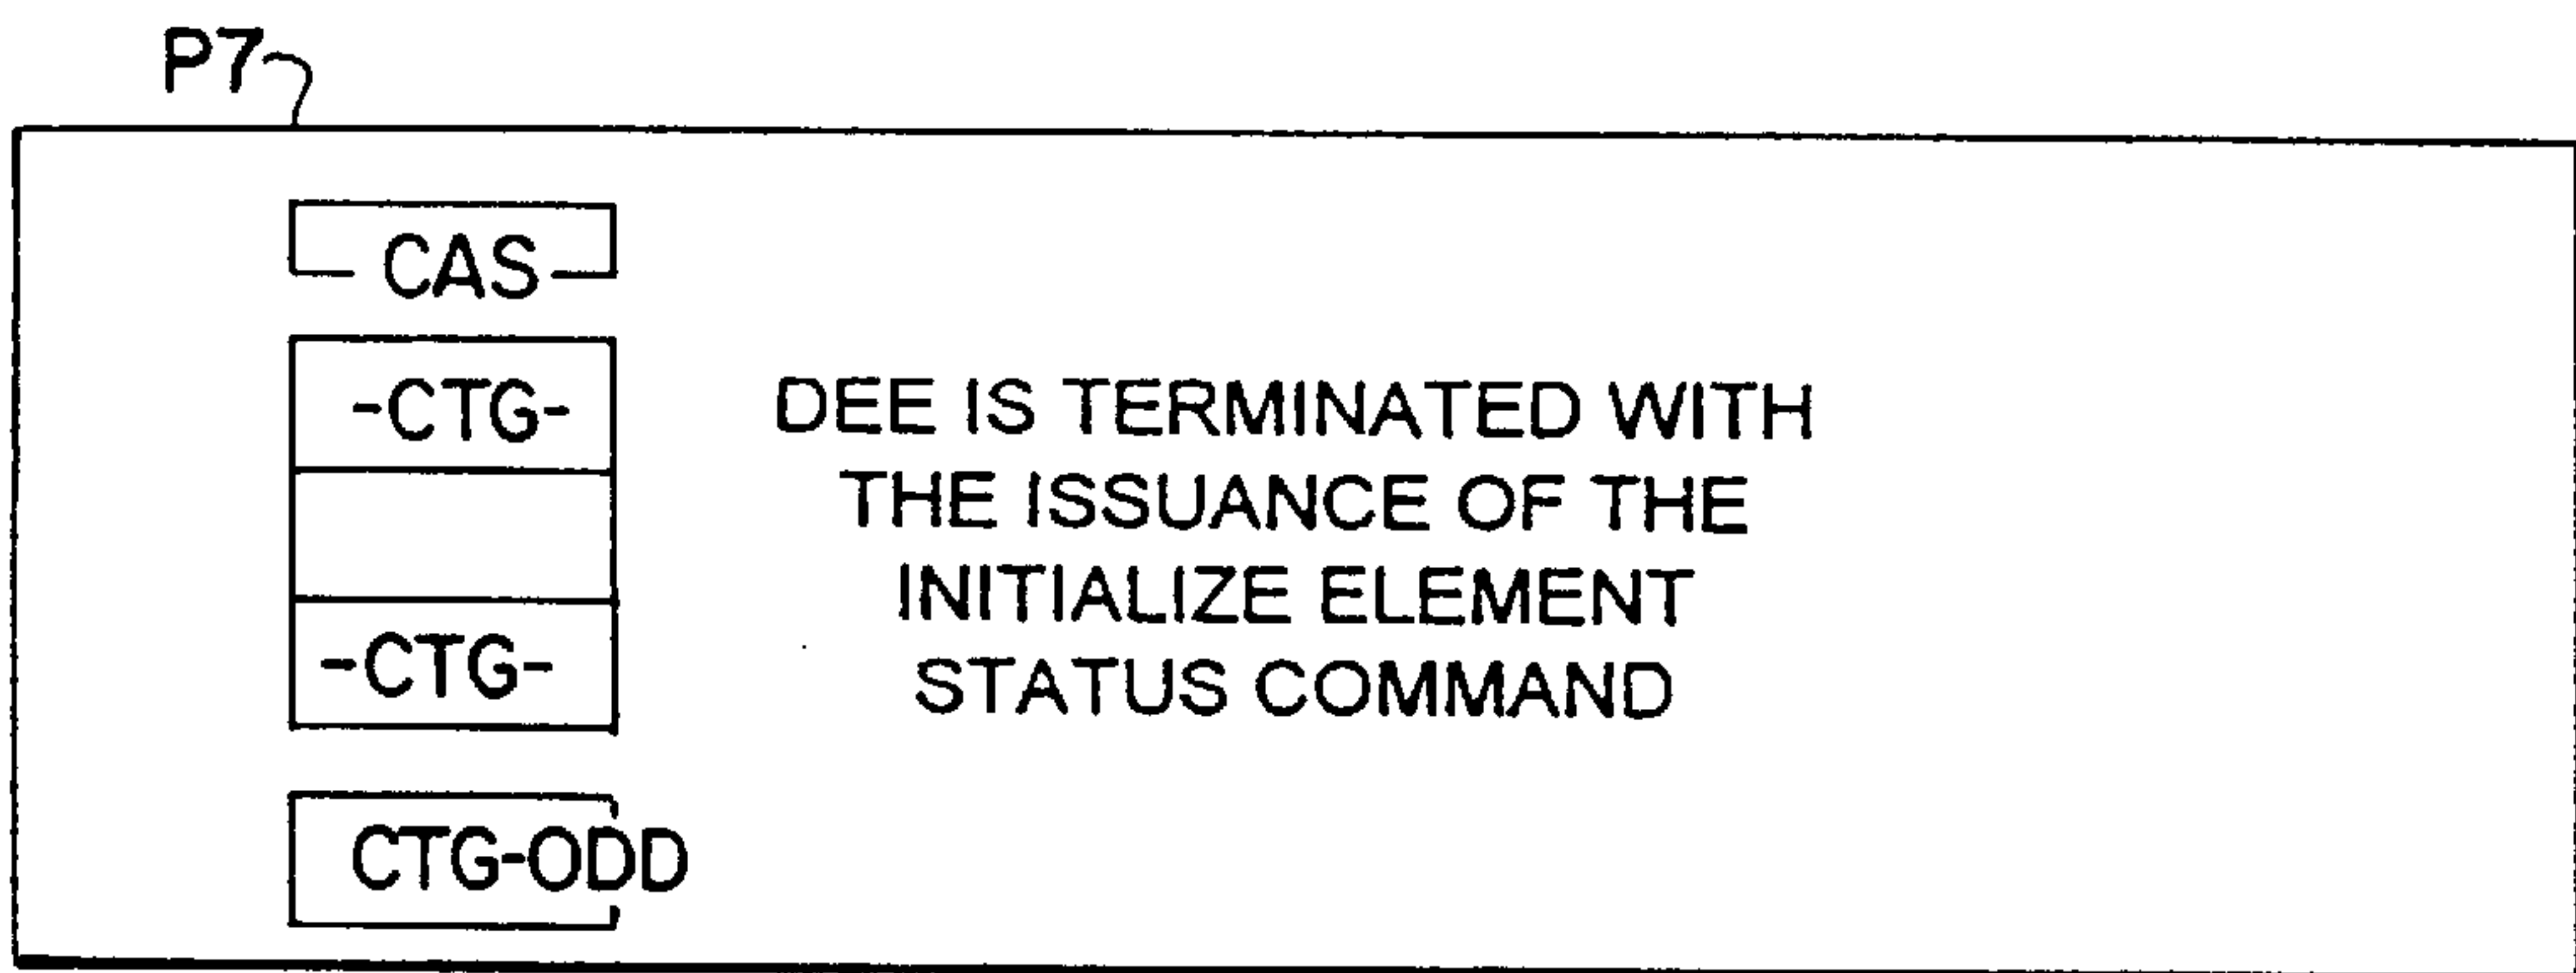 P7
CAS
-CTG-
-CTG-
CTG-ODD
DEE IS TERMINATED WITH
THE ISSUANCE OF THE
INITIALIZE ELEMENT
STATUS COMMAND